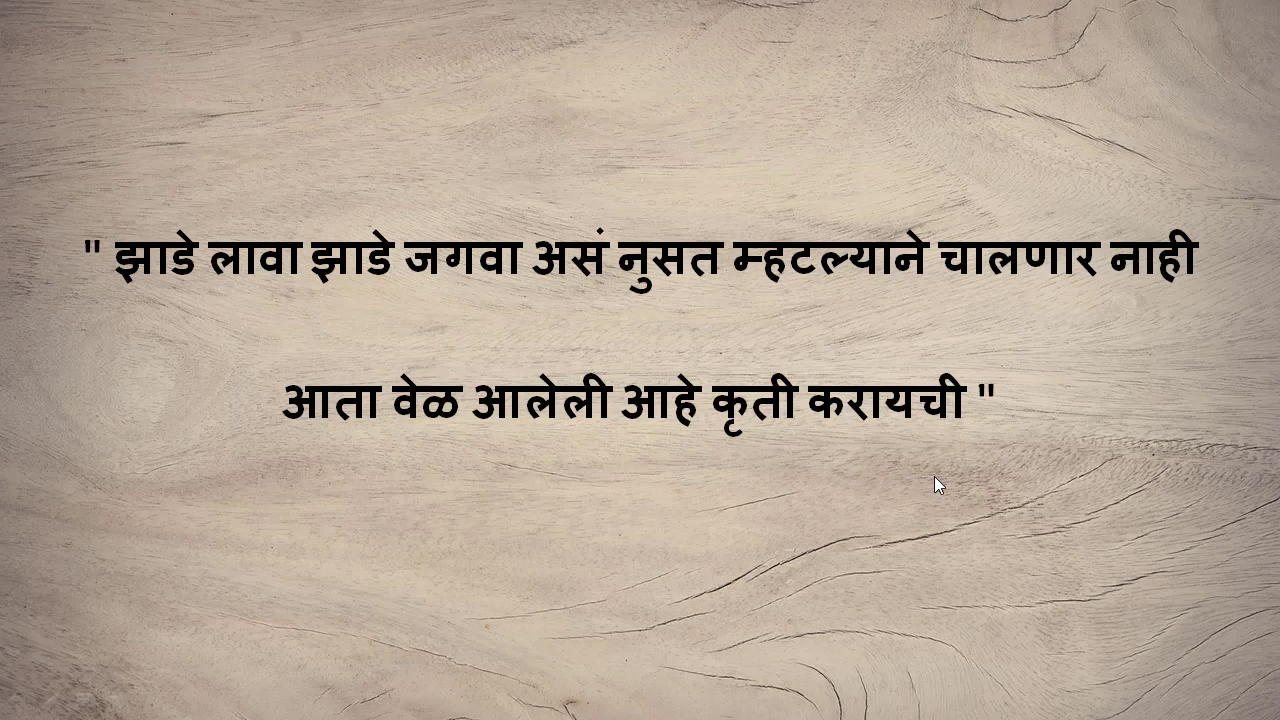 " झाडे लावा झाडे जगवा असं नुसत म्हटल्याने चालणार नाही
आता वेळ आलेली आहे कृती करायची "